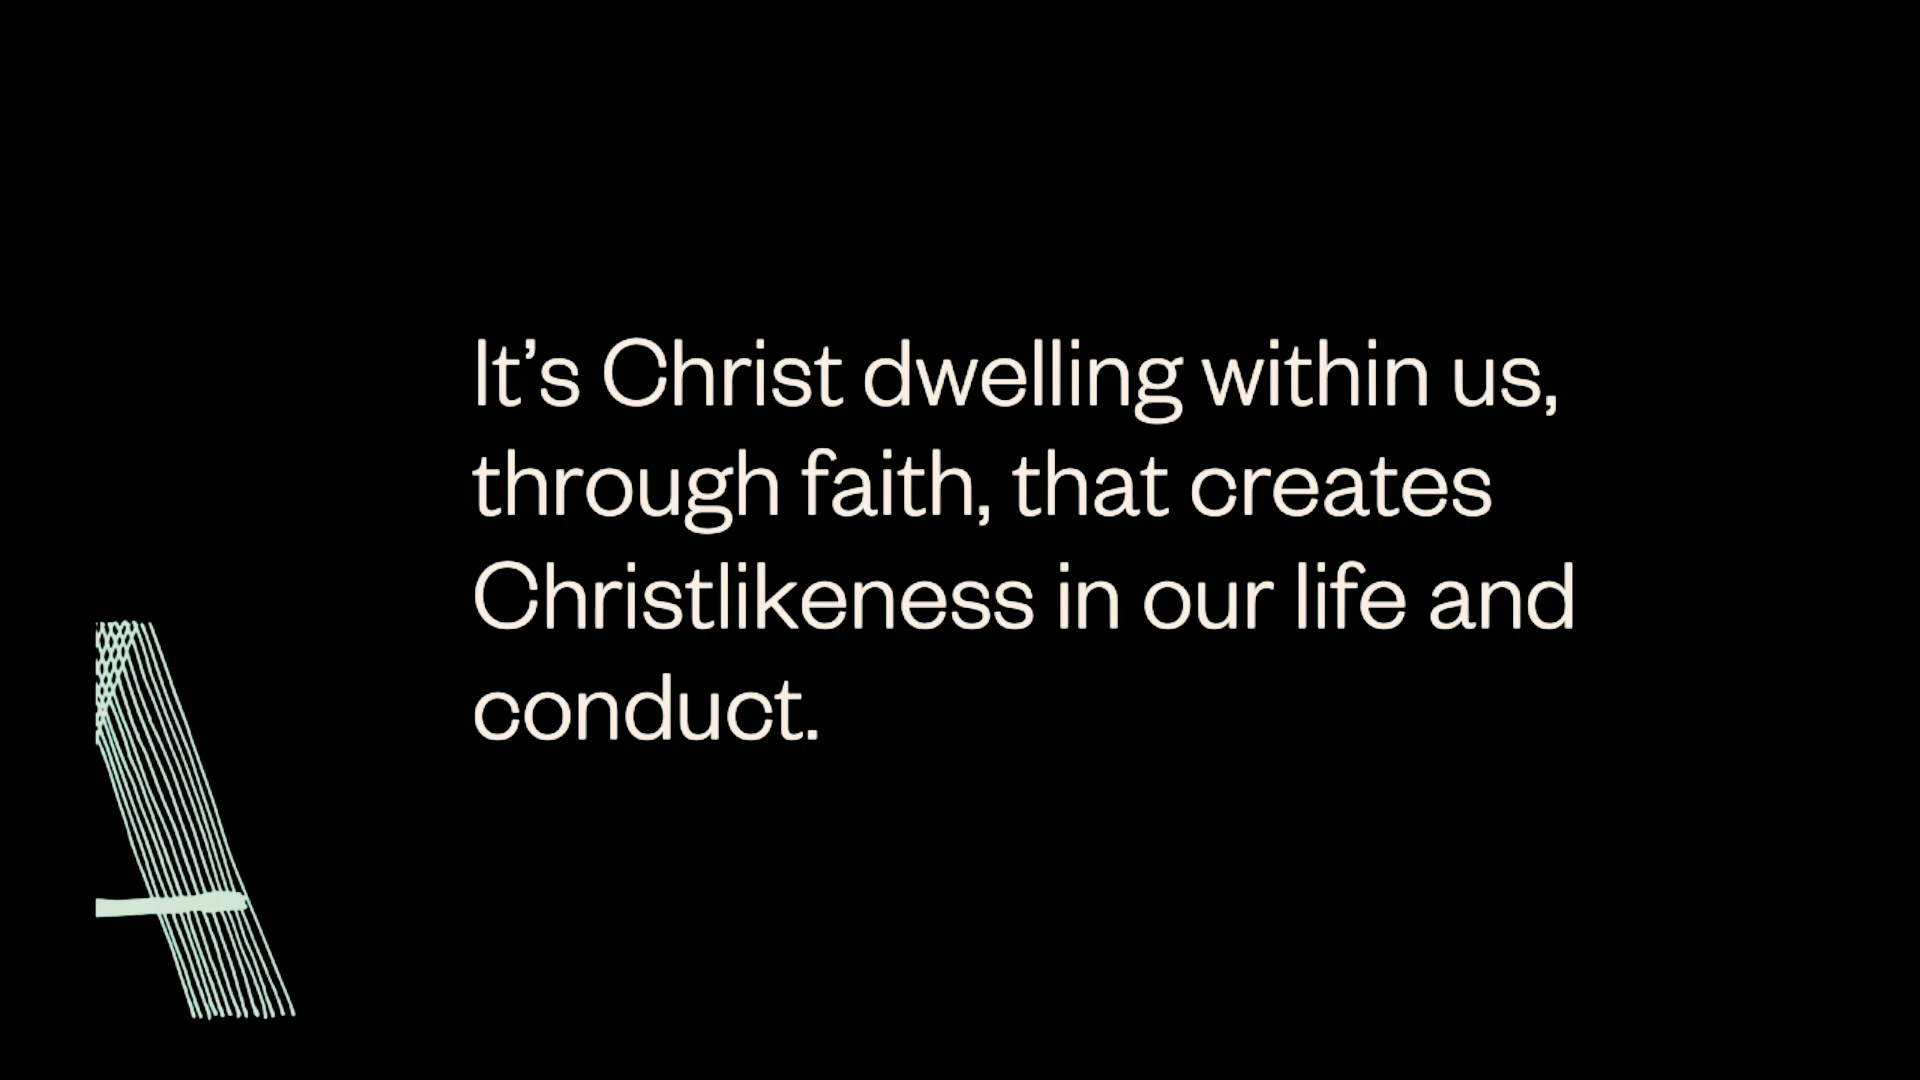 It’s Christ dwelling within us,
through faith, that creates
Christlikeness in our life and
conduct.